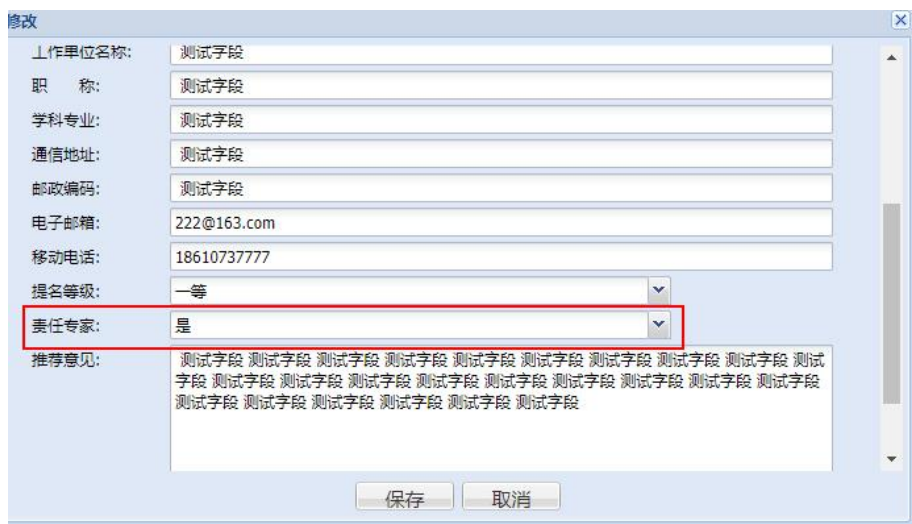 修改
工作单位名称: 测试字段
职 称: 测试字段
学科专业: 测试字段
通信地址: 测试字段
邮政编码: 测试字段
电子邮箱: 222@163.com
移动电话: 18610737777
提名等级: 一等
责任专家: 是
推荐意见: 测试字段 测试字段 测试字段 测试字段 测试字段 测试字段 测试字段 测试字段 测试字段 测试
字段 测试字段 测试字段 测试字段 测试字段 测试字段 测试字段 测试字段 测试字段 测试字段
测试字段 测试字段 测试字段 测试字段 测试字段 测试字段
保存 取消